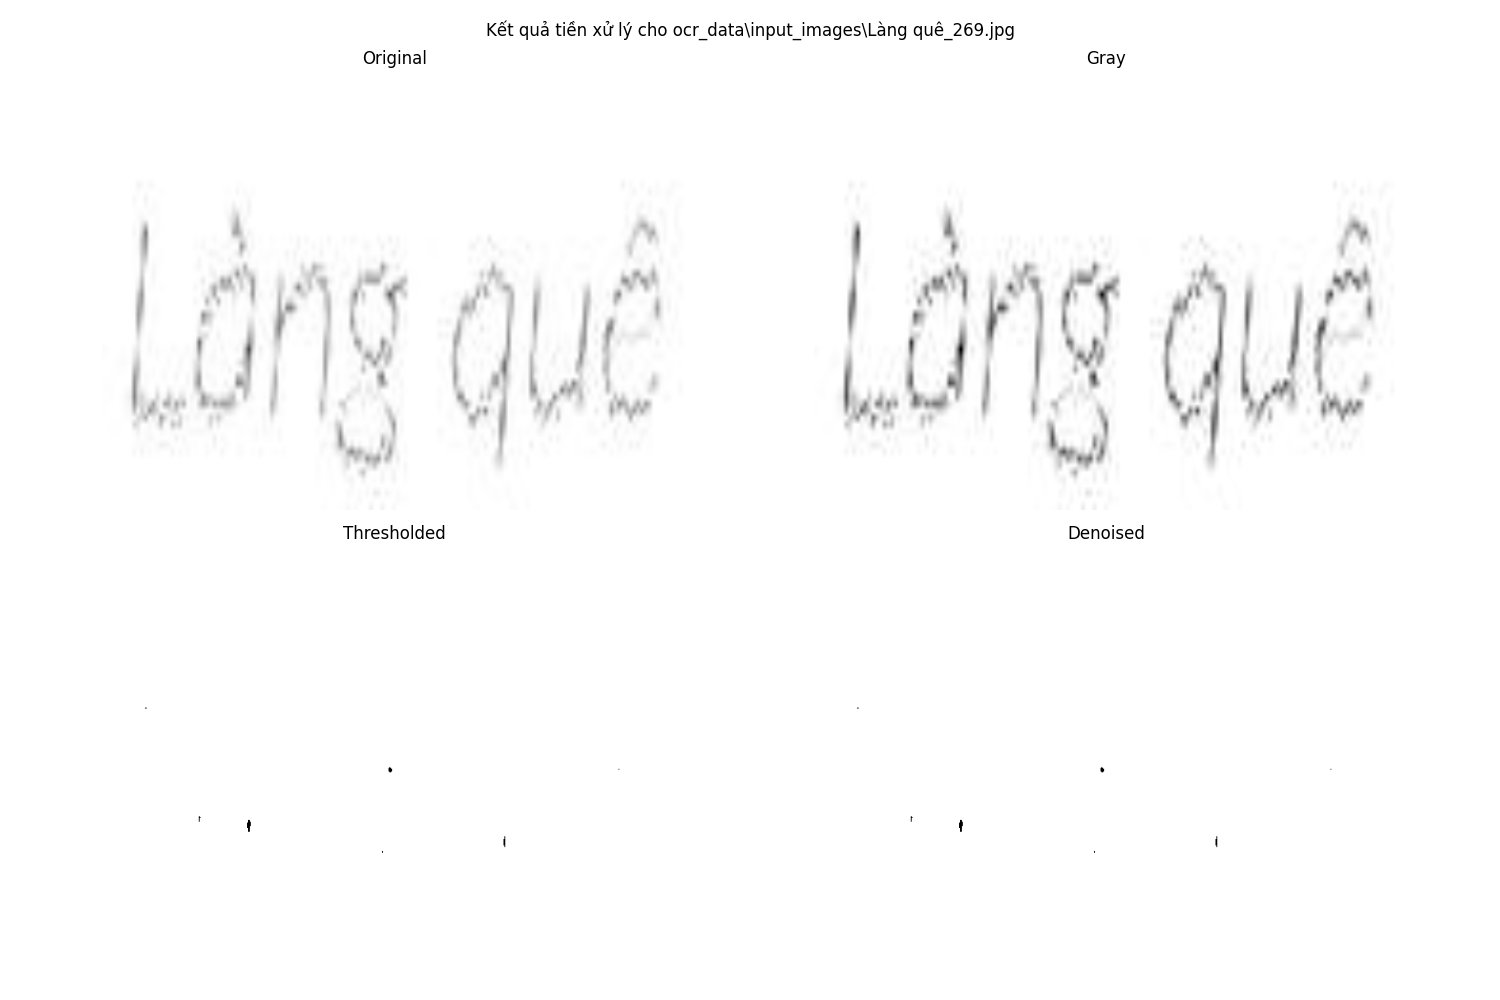 Kết quả tiền xử lý cho ocr_data\input_images\Làng quê_269.jpg
Original
Gray
Làng quê
Làng quê
Thresholded
Denoised